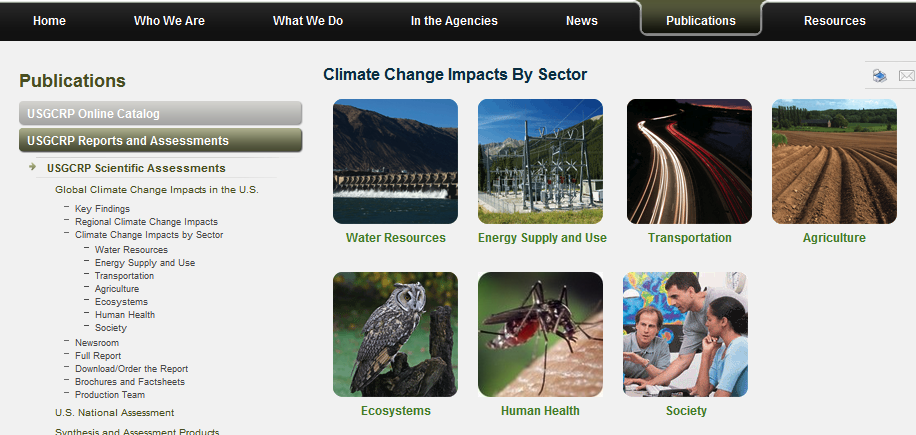 Home Who We Are What We Do In the Agencies News Publications Resources
Publications
USGCRP Online Catalog
USGCRP Reports and Assessments
USGCRP Scientific Assessments
Global Climate Change Impacts in the U.S.
Key Findings
Regional Climate Change Impacts
Climate Change Impacts by Sector
Water Resources
Energy Supply and Use
Transportation
Agriculture
Ecosystems
Human Health
Society
Newsroom
Full Report
Download/Order the Report
Brochures and Factsheets
Production Team
U.S. National Assessment
Synthesis and Assessment Products
Climate Change Impacts By Sector
Water Resources Energy Supply and Use Transportation Agriculture
Ecosystems Human Health Society